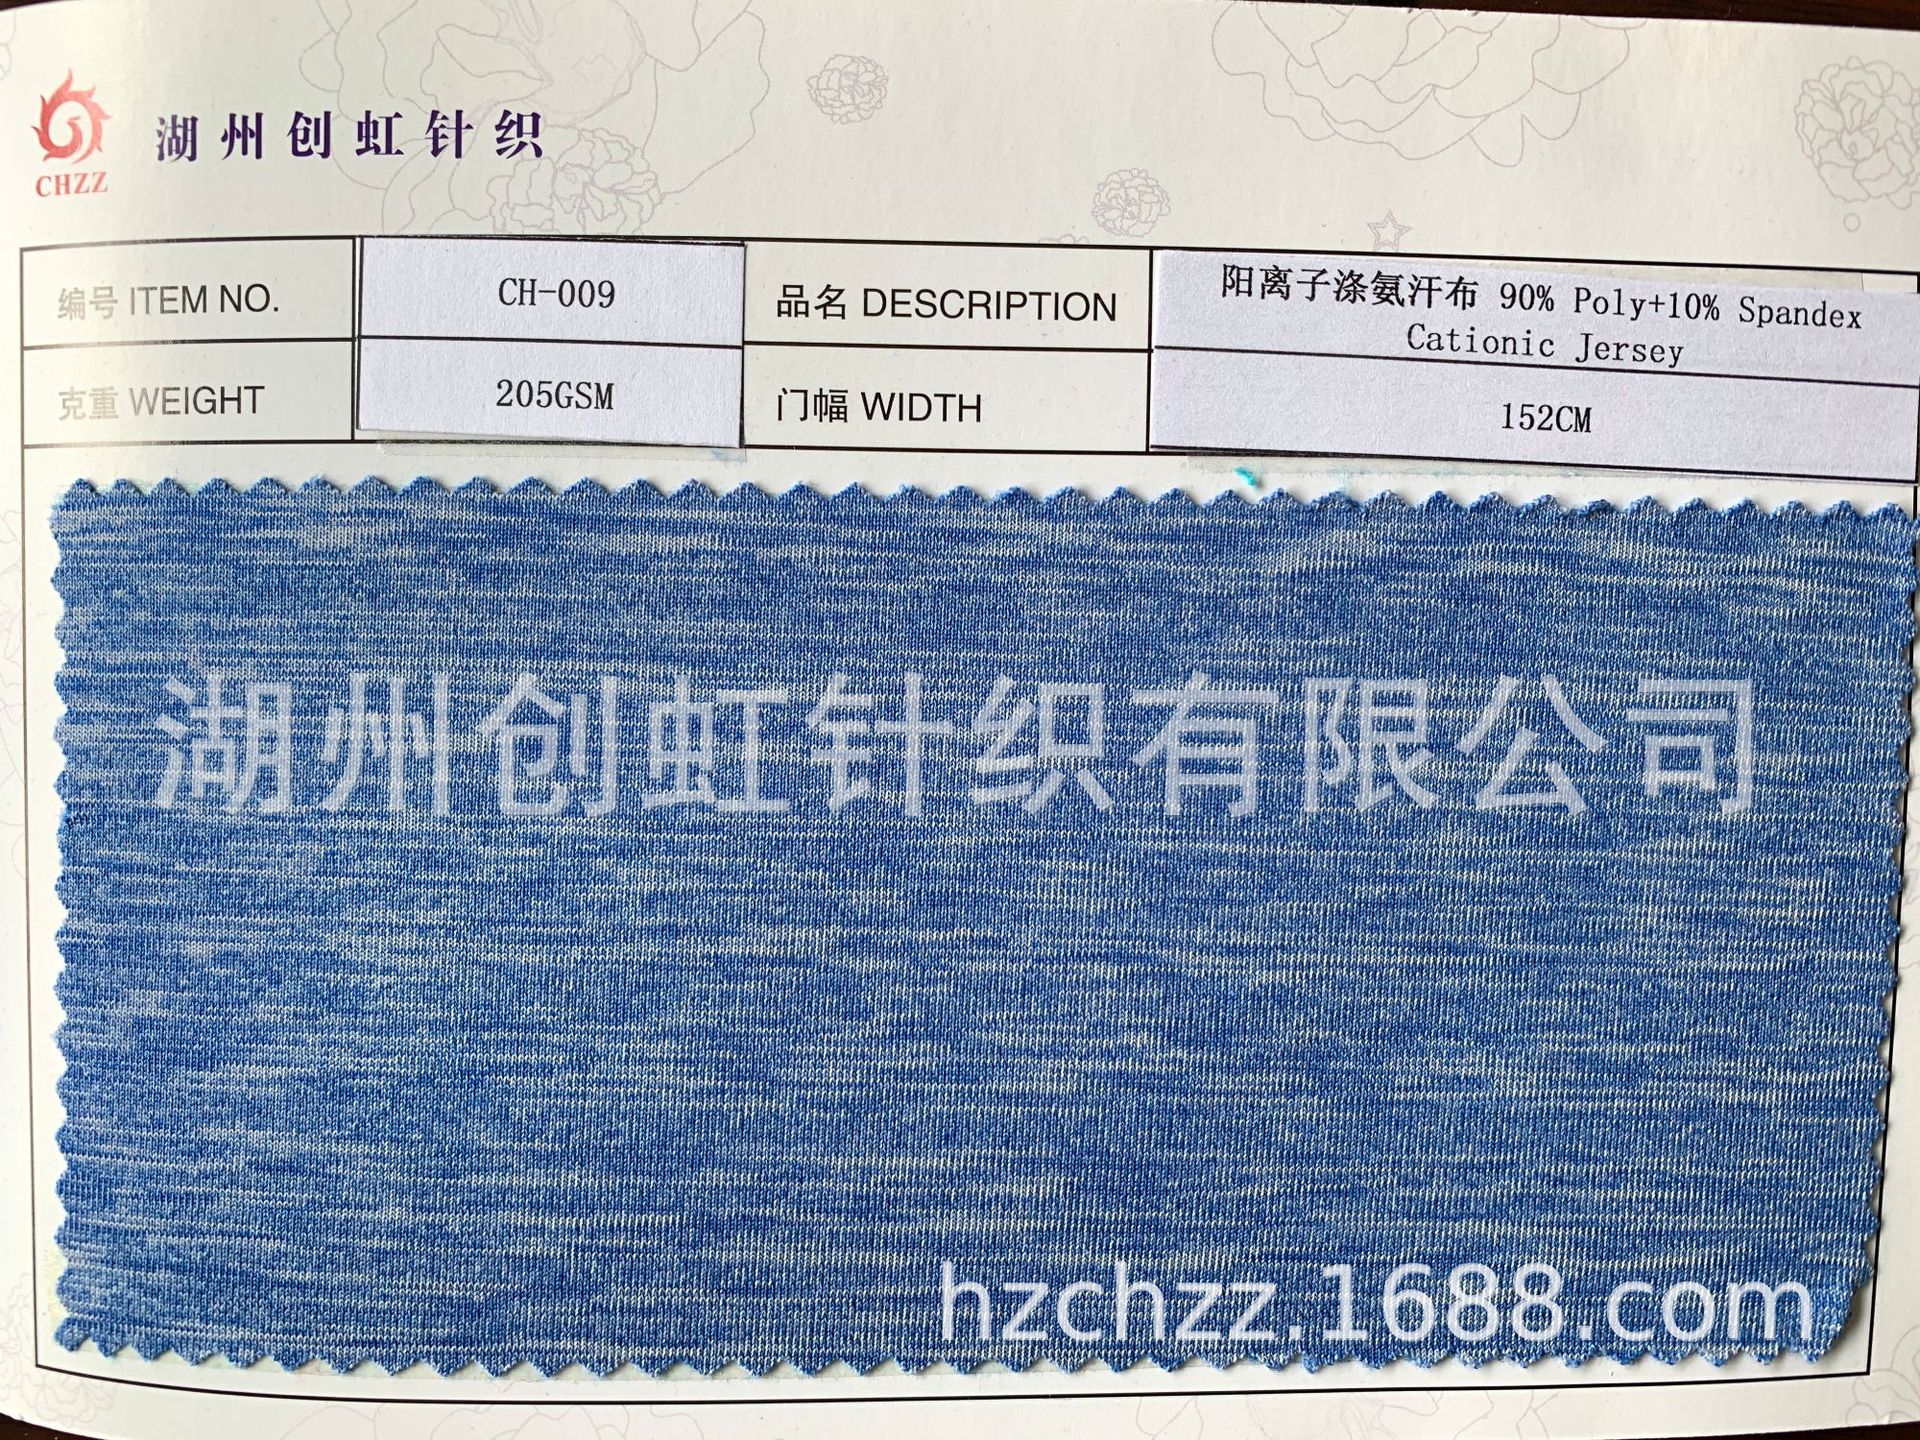 湖州创虹针织
CHZZ
编号 ITEM NO.
CH-009
品名 DESCRIPTION
阳离子涤氨汗布 90% Poly+10% Spandex
Cationic Jersey
克重 WEIGHT
205GSM
门幅 WIDTH
152CM
湖州创虹针织有限公司
hzchzz.1688.com